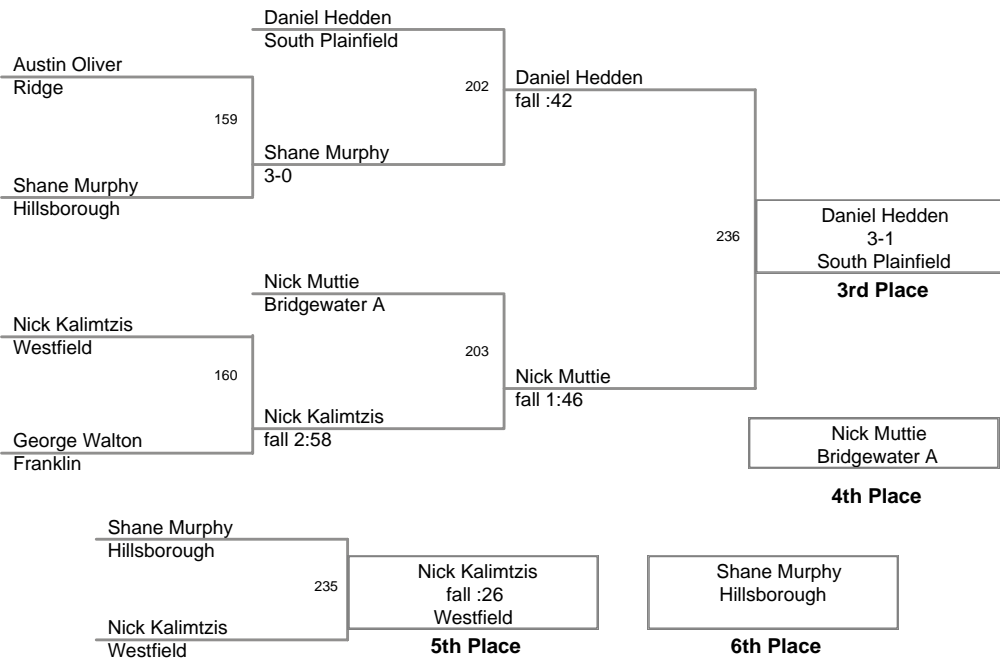 Daniel Hedden
South Plainfield
Austin Oliver
Ridge
202
Daniel Hedden
fall :42
159
Shane Murphy
3-0
Shane Murphy
Hillsborough
236
Daniel Hedden
3-1
South Plainfield
3rd Place
Nick Muttie
Bridgewater A
Nick Kalimtzis
Westfield
203
160
Nick Muttie
fall 1:46
Nick Kalimtzis
fall 2:58
George Walton
Franklin
Nick Muttie
Bridgewater A
4th Place
Shane Murphy
Hillsborough
235
Nick Kalimtzis
fall :26
Westfield
5th Place
Shane Murphy
Hillsborough
6th Place
Nick Kalimtzis
Westfield